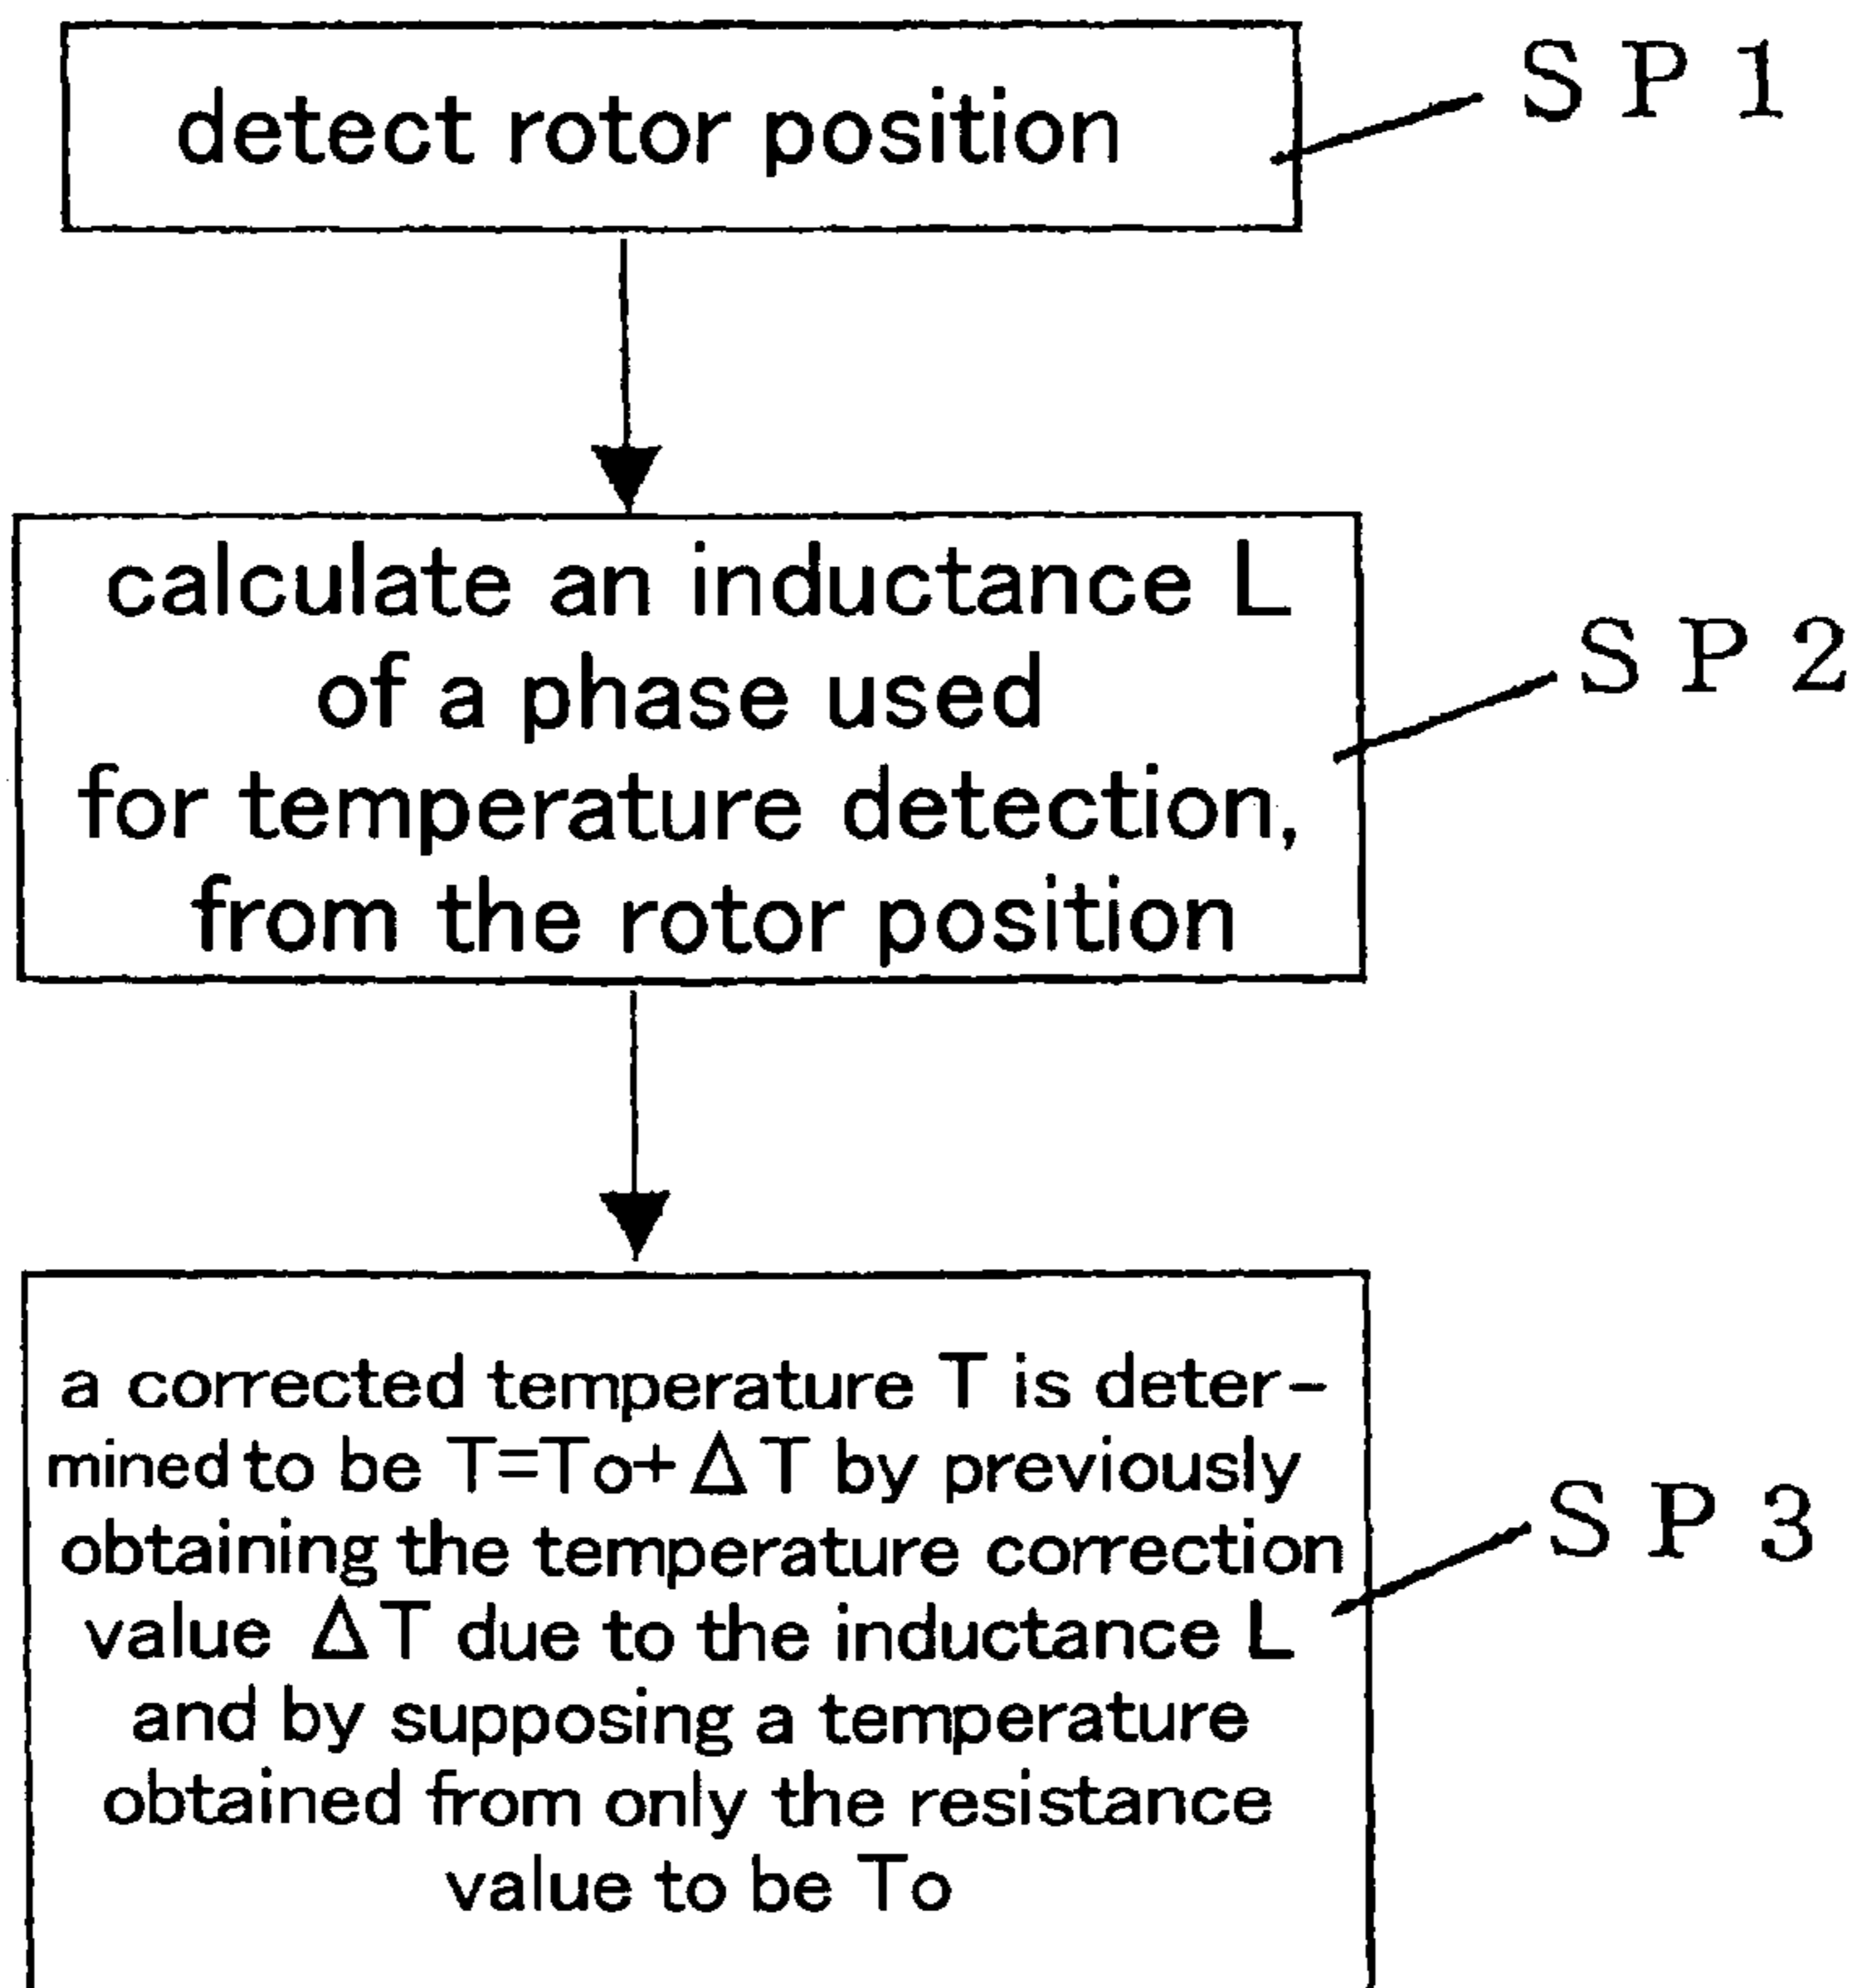 detect rotor position
SP1
calculate an inductance L
of a phase used
for temperature detection,
from the rotor position
SP2
a corrected temperature T is deter-
mined to be T=To+ΔT by previously
obtaining the temperature correction
value ΔT due to the inductance L
and by supposing a temperature
obtained from only the resistance
value to be To
SP3